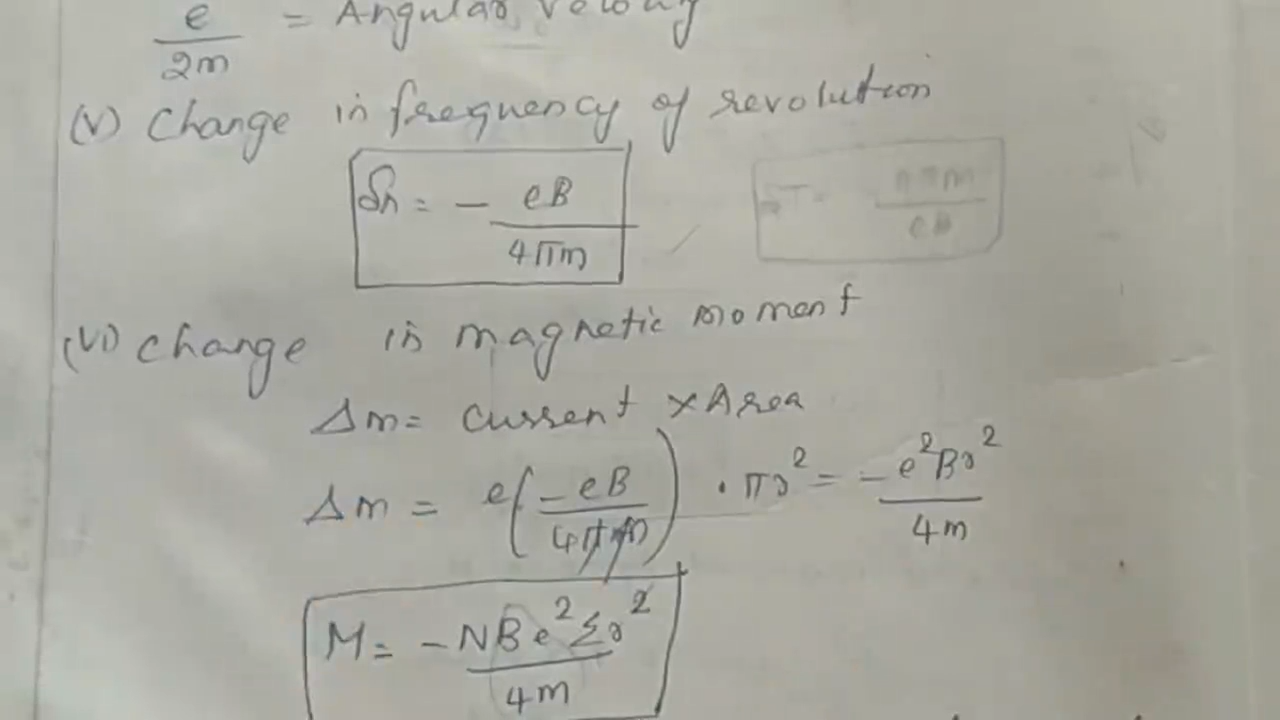 e/2m = Angular Velocity
(V) Change in frequency of revolution
δn = - eB/4πm
(VI) Change in magnetic moment
Δm = current × Area
Δm = e(-eB/4πm) . πr² = -e²Br²/4m
M = -NBe²Σr²/4m